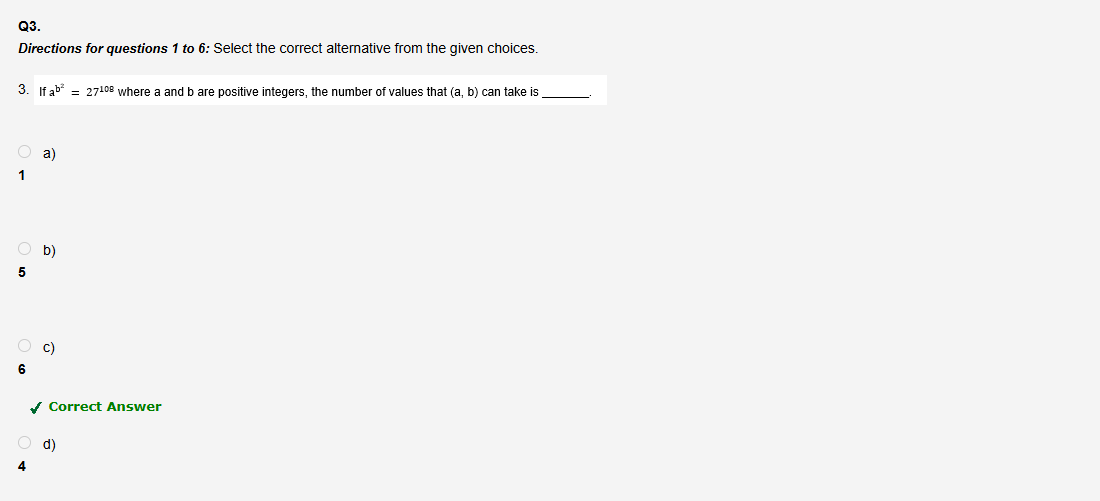 Q3.
Directions for questions 1 to 6: Select the correct alternative from the given choices.
3. If a^b^2 = 27^108 where a and b are positive integers, the number of values that (a, b) can take is _______.
a)
1
b)
5
c)
6
✓ Correct Answer
d)
4